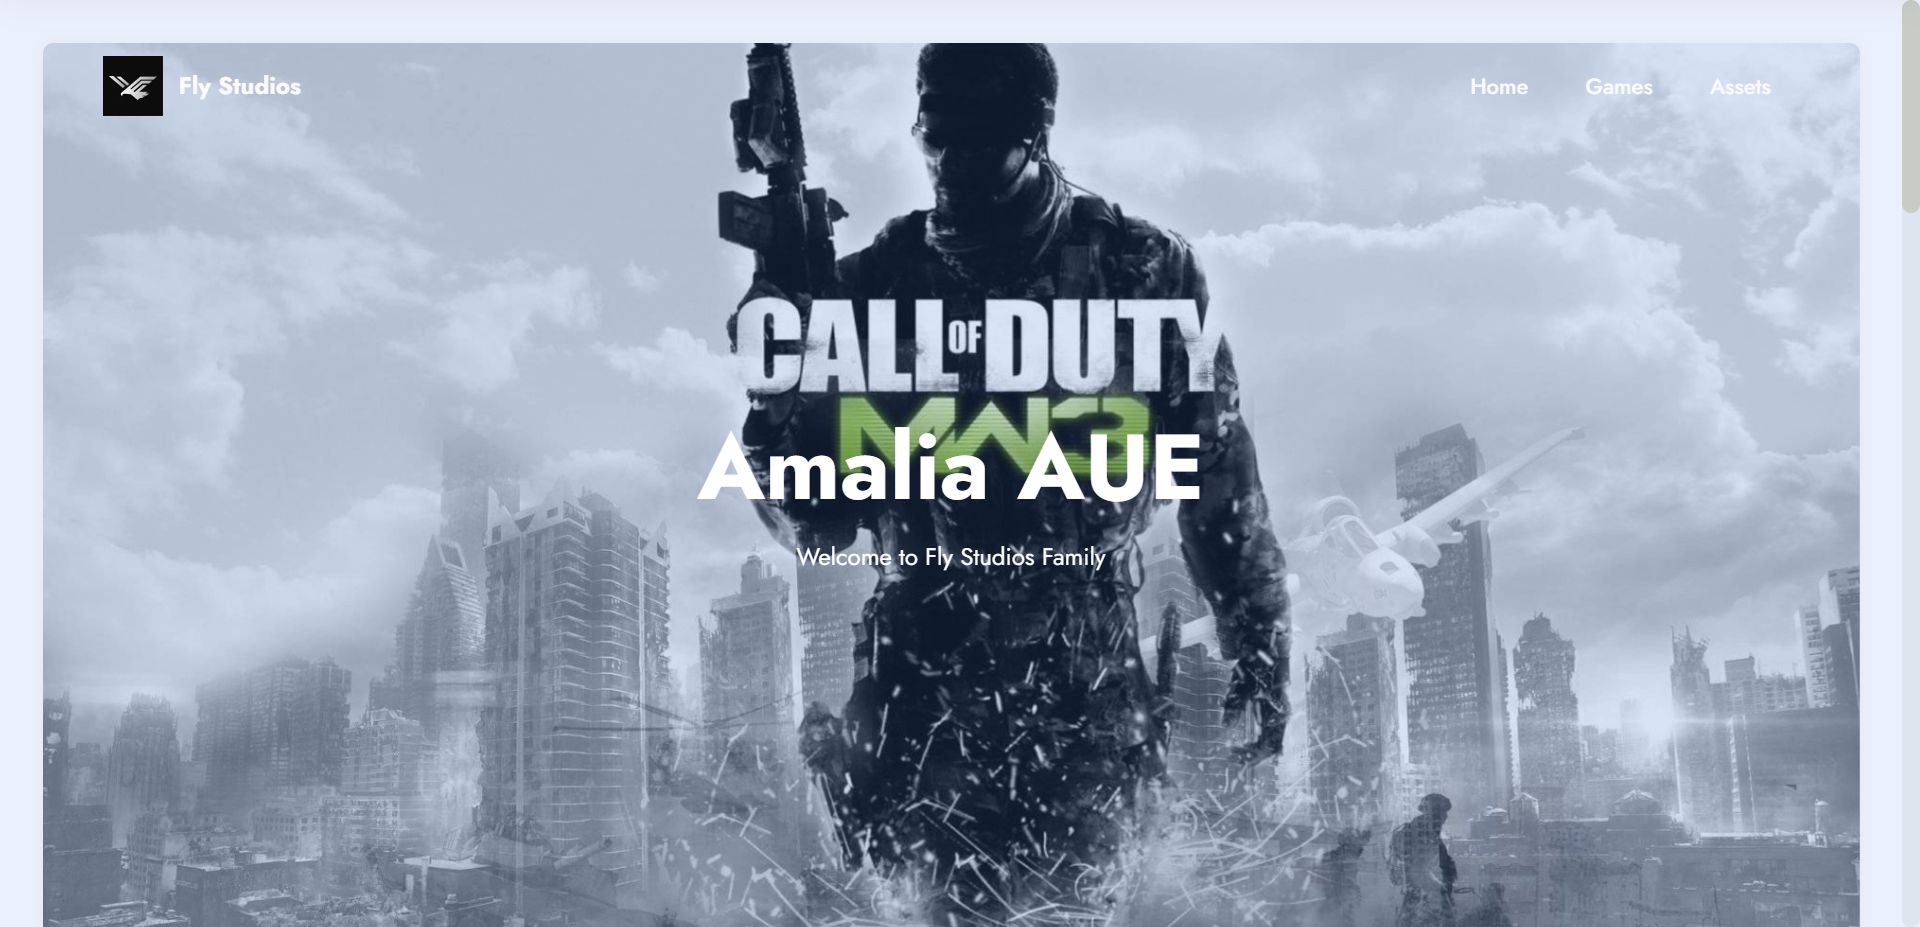 Fly Studios
Home
Games
Assets
CALL OF DUTY
MW3
Amalia AUE
Welcome to Fly Studios Family